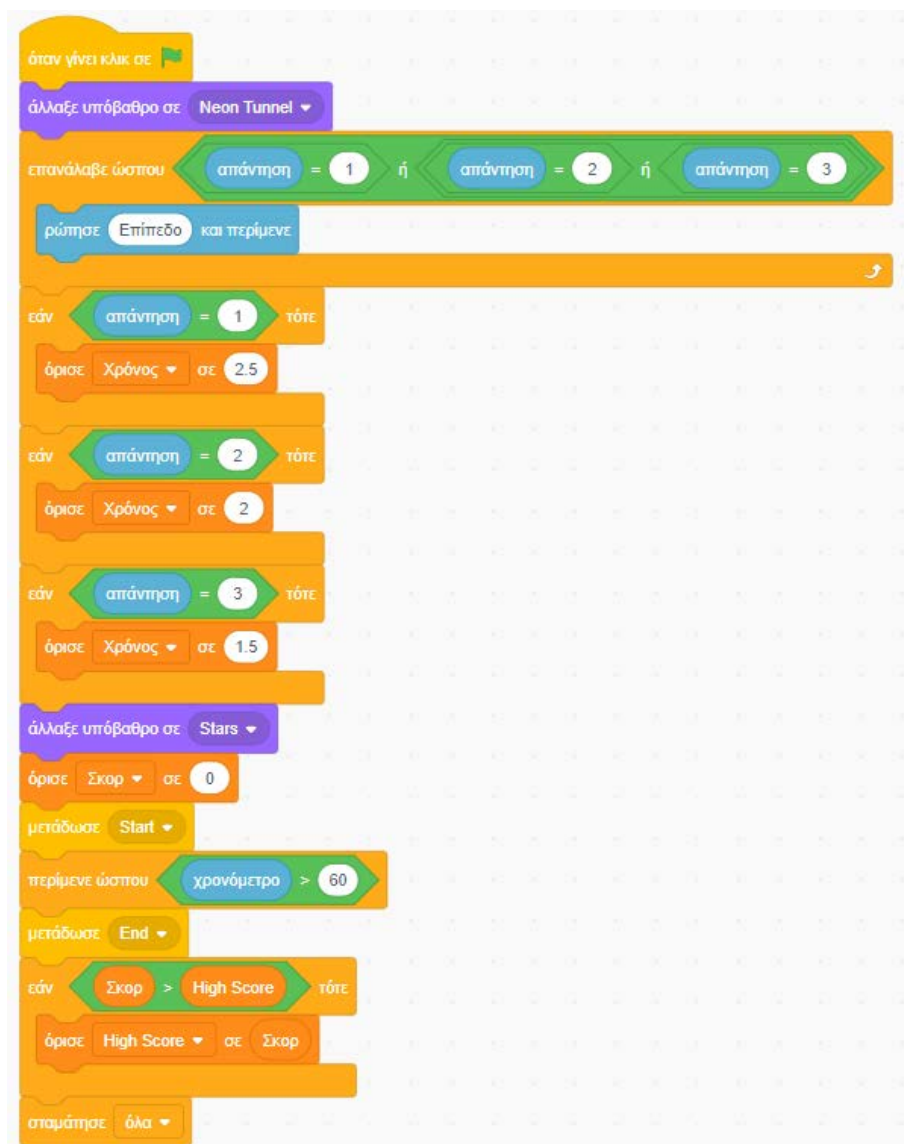 όταν γίνει κλικ σε
άλλαξε υπόβαθρο σε Neon Tunnel
επανάλαβε ώσπου απάντηση = 1 ή απάντηση = 2 ή απάντηση = 3
ρώτησε Επίπεδο και περίμενε
εάν απάντηση = 1 τότε
όρισε Χρόνος σε 2.5
εάν απάντηση = 2 τότε
όρισε Χρόνος σε 2
εάν απάντηση = 3 τότε
όρισε Χρόνος σε 1.5
άλλαξε υπόβαθρο σε Stars
όρισε Σκορ σε 0
μετάδωσε Start
περίμενε ώσπου χρονόμετρο > 60
μετάδωσε End
εάν Σκορ > High Score τότε
όρισε High Score σε Σκορ
σταμάτησε όλα